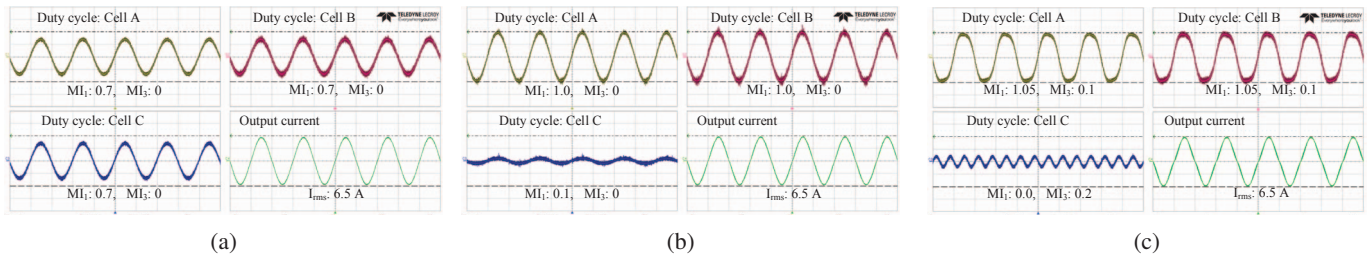 Duty cycle: Cell A
Duty cycle: Cell B
TELEDYNE LECROY
Everywhereyoulook
MI1: 0.7, MI3: 0
MI1: 0.7, MI3: 0
Duty cycle: Cell C
Output current
MI1: 0.7, MI3: 0
Irms: 6.5 A
(a)
Duty cycle: Cell A
Duty cycle: Cell B
TELEDYNE LECROY
Everywhereyoulook
MI1: 1.0, MI3: 0
MI1: 1.0, MI3: 0
Duty cycle: Cell C
Output current
MI1: 0.1, MI3: 0
Irms: 6.5 A
(b)
Duty cycle: Cell A
Duty cycle: Cell B
TELEDYNE LECROY
Everywhereyoulook
MI1: 1.05, MI3: 0.1
MI1: 1.05, MI3: 0.1
Duty cycle: Cell C
Output current
MI1: 0.0, MI3: 0.2
Irms: 6.5 A
(c)